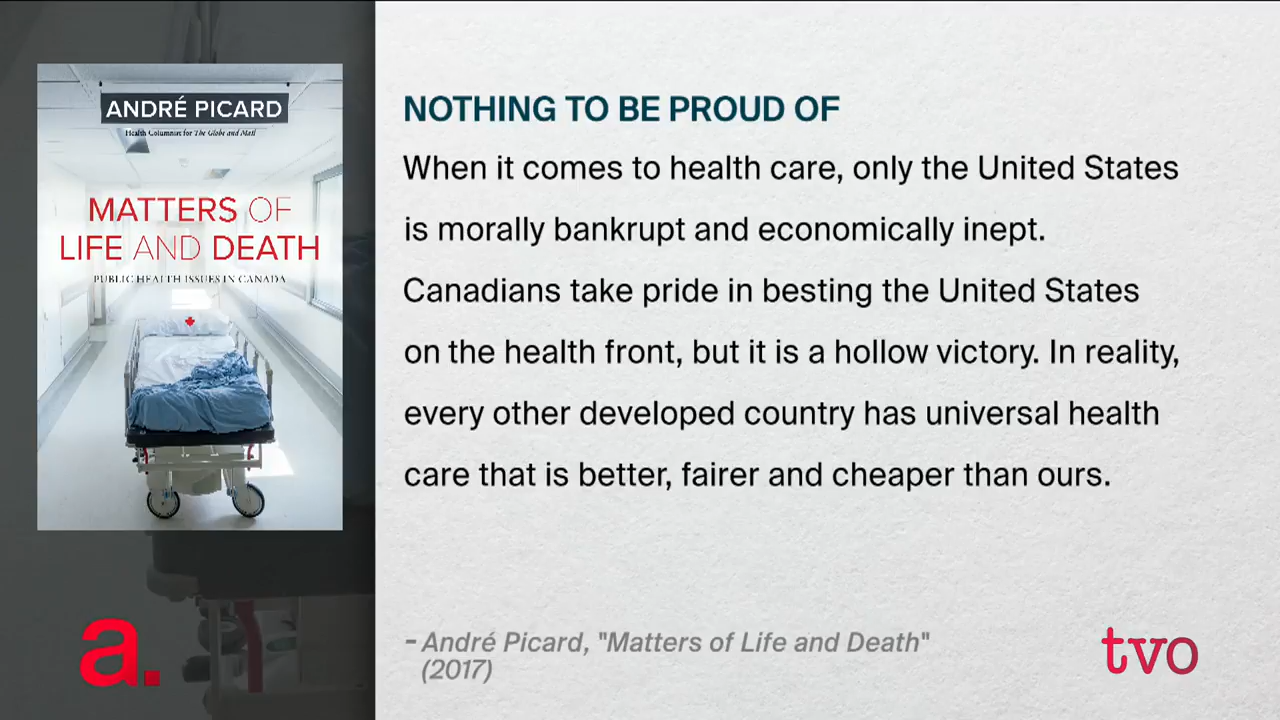 ANDRÉ PICARD
Health Columnist for The Globe and Mail
MATTERS OF
LIFE AND DEATH
PUBLIC HEALTH ISSUES IN CANADA
a.
NOTHING TO BE PROUD OF
When it comes to health care, only the United States
is morally bankrupt and economically inept.
Canadians take pride in besting the United States
on the health front, but it is a hollow victory. In reality,
every other developed country has universal health
care that is better, fairer and cheaper than ours.
- André Picard, "Matters of Life and Death"
(2017)
tvo